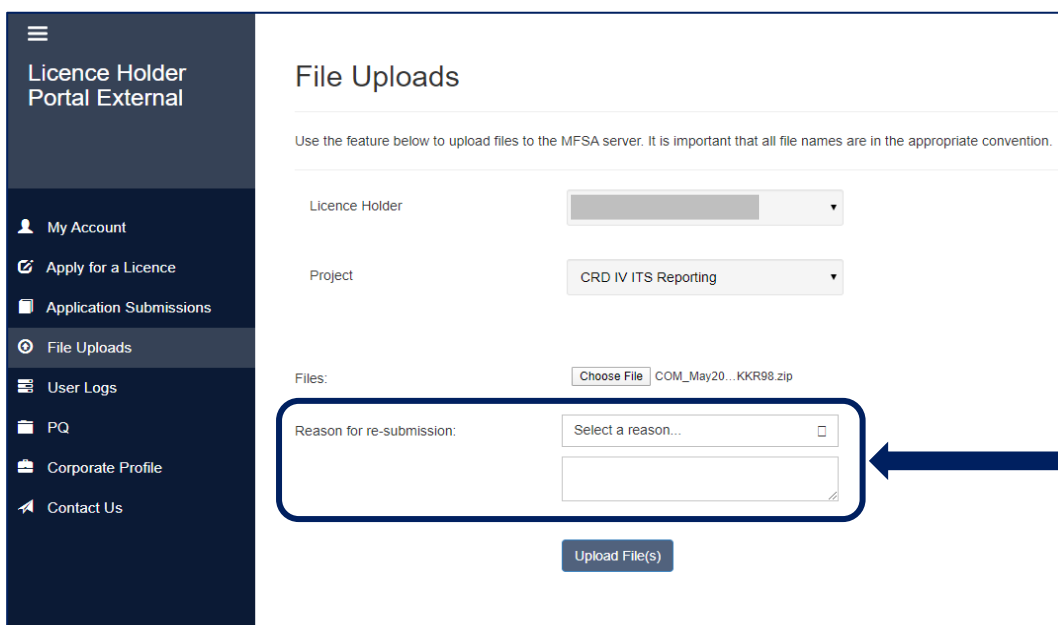 Licence Holder
Portal External
My Account
Apply for a Licence
Application Submissions
File Uploads
User Logs
PQ
Corporate Profile
Contact Us
File Uploads
Use the feature below to upload files to the MFSA server. It is important that all file names are in the appropriate convention.
Licence Holder
Project CRD IV ITS Reporting
Files: Choose File COM_May20...KKR98.zip
Reason for re-submission: Select a reason...
Upload File(s)